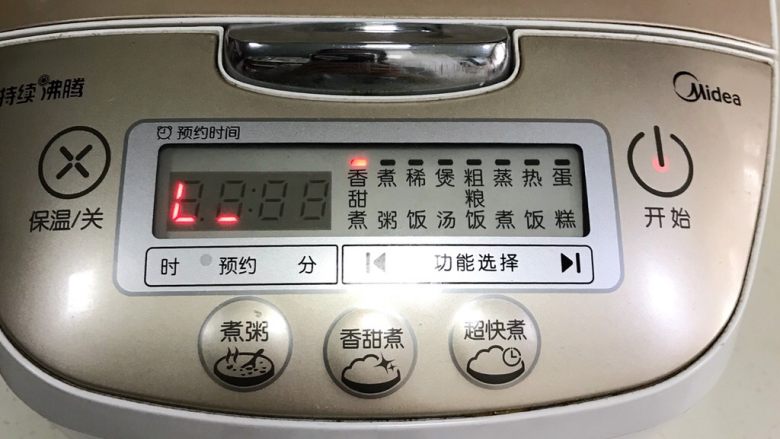 持续沸腾
Midea
预约时间
保温/关
L_
香甜煮
煮粥
稀饭
煲汤
粗粮饭
蒸煮
热饭
蛋糕
开始
时 预约 分
功能选择
煮粥
香甜煮
超快煮